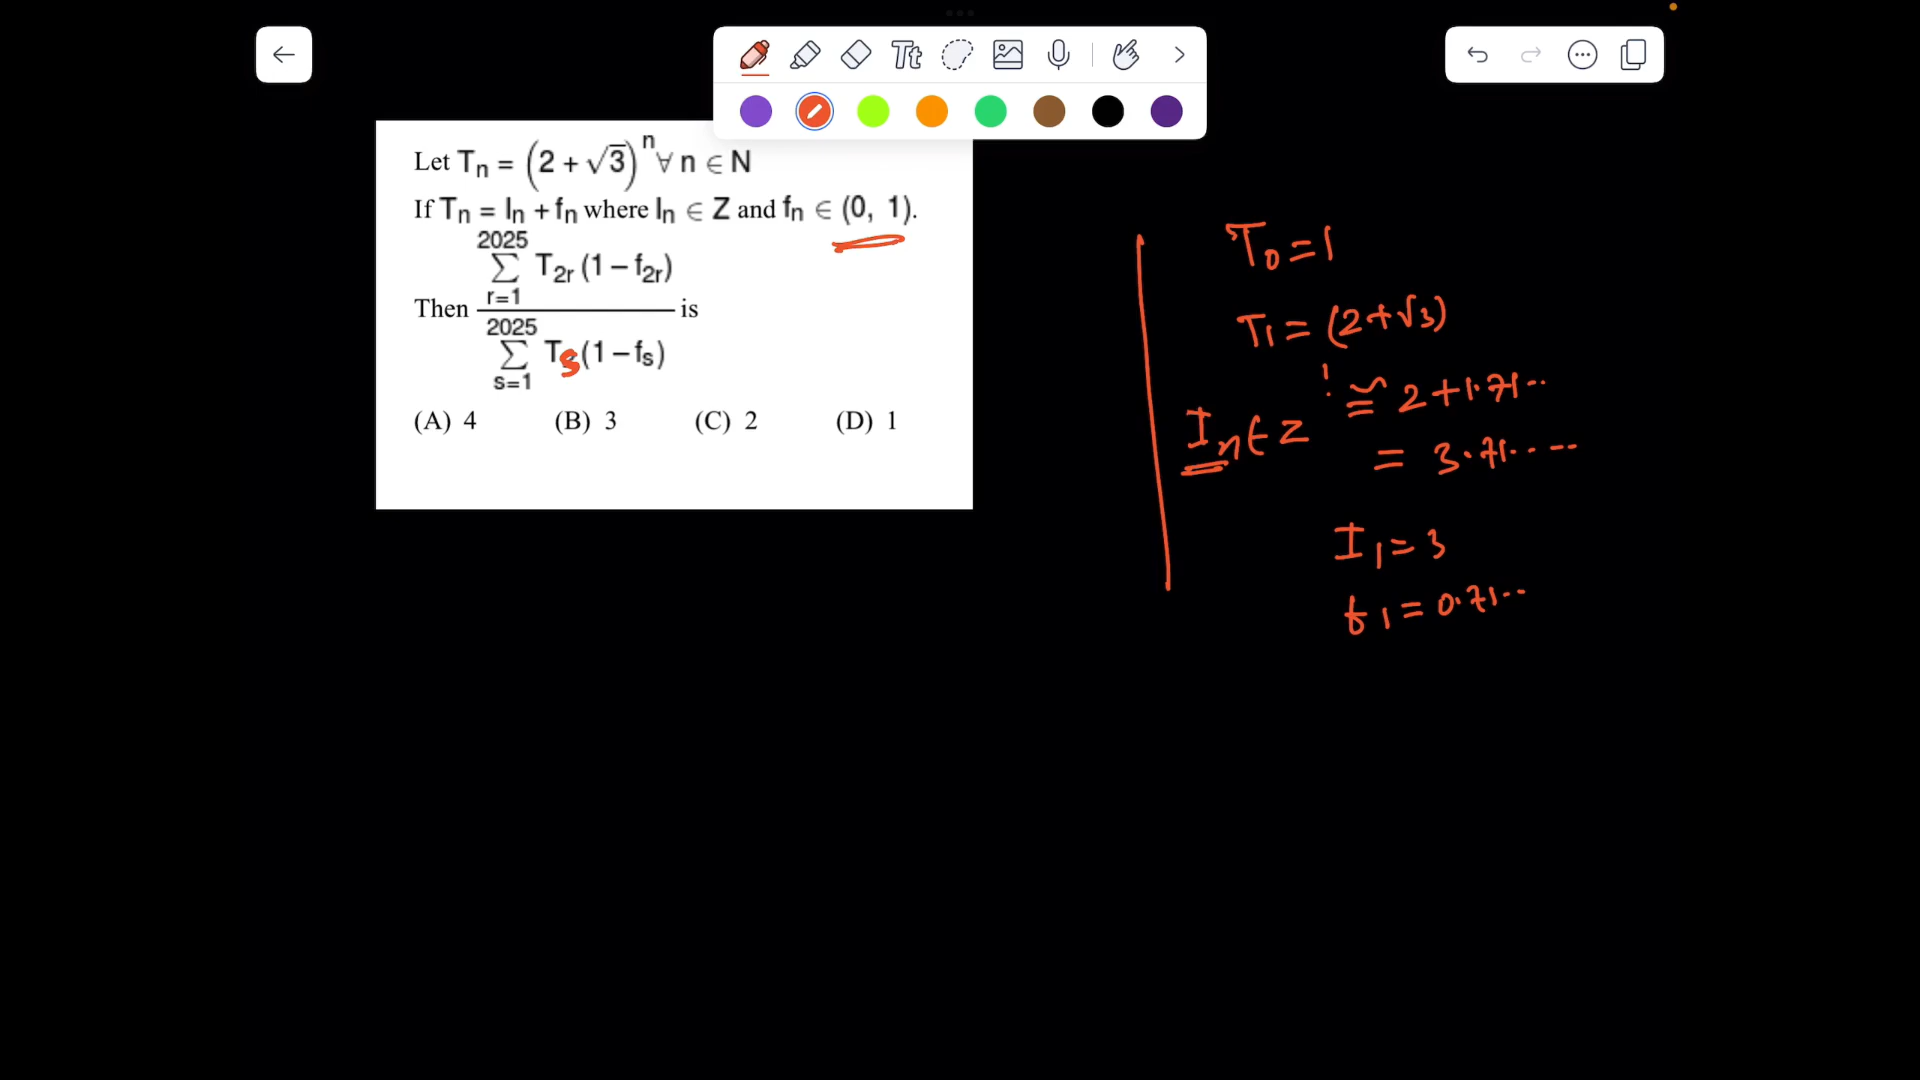 Tt
Let Tn = (2 + √3)^n ∀ n ∈ N
If Tn = In + fn where In ∈ Z and fn ∈ (0, 1).
2025
∑ T2r (1 – f2r)
r=1
Then ———— is
2025
∑ Ts (1 – fs)
s=1
(A) 4 (B) 3 (C) 2 (D) 1
T0 = 1
T1 = (2+√3)
! ≅ 2 + 1.71..
In ∈ Z
= 3.71.. --
I1 = 3
f1 = 0.71..